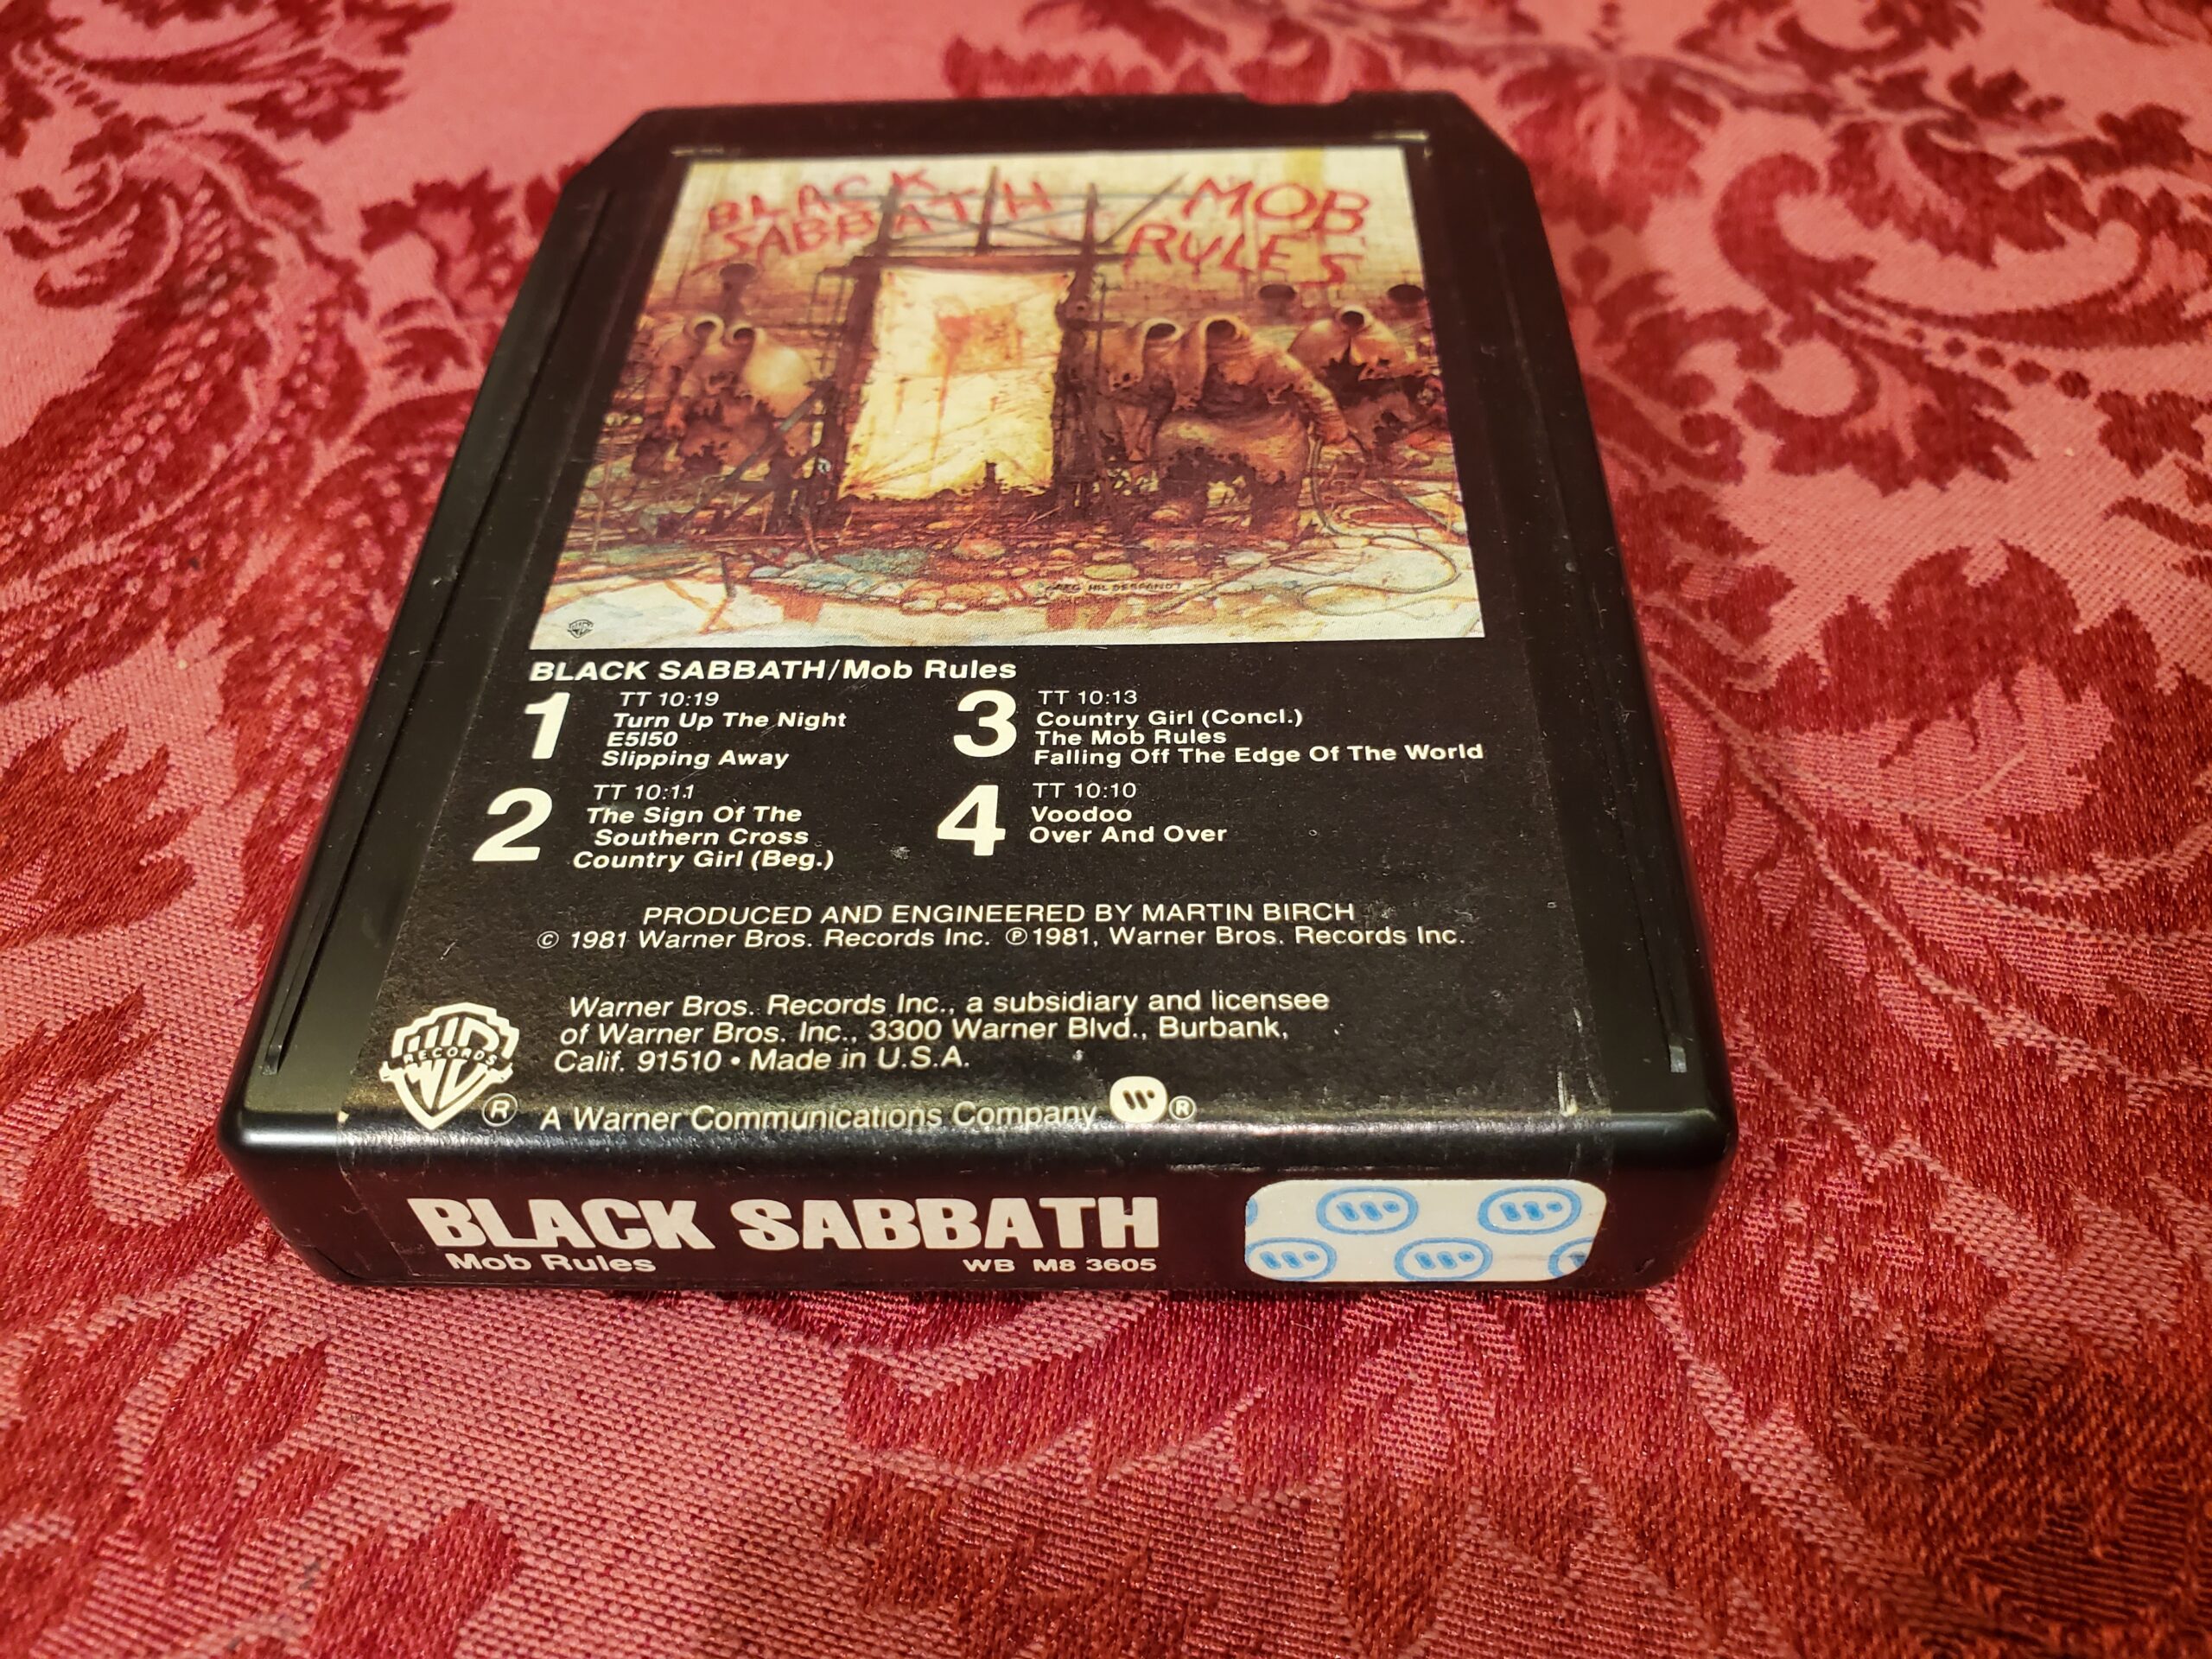 BLACK
SABBATH
MOB
RULES
GREG HILDEBRANDT
BLACK SABBATH/Mob Rules
1
TT 10:19
Turn Up The Night
E5I50
Slipping Away
2
TT 10:11
The Sign Of The
Southern Cross
Country Girl (Beg.)
3
TT 10:13
Country Girl (Concl.)
The Mob Rules
Falling Off The Edge Of The World
4
TT 10:10
Voodoo
Over And Over
PRODUCED AND ENGINEERED BY MARTIN BIRCH
© 1981 Warner Bros. Records Inc. ℗ 1981, Warner Bros. Records Inc.
Warner Bros. Records Inc., a subsidiary and licensee
of Warner Bros. Inc., 3300 Warner Blvd., Burbank,
Calif. 91510 • Made in U.S.A.
RECORDS
®
A Warner Communications Company ®
BLACK SABBATH
Mob Rules
WB M8 3605